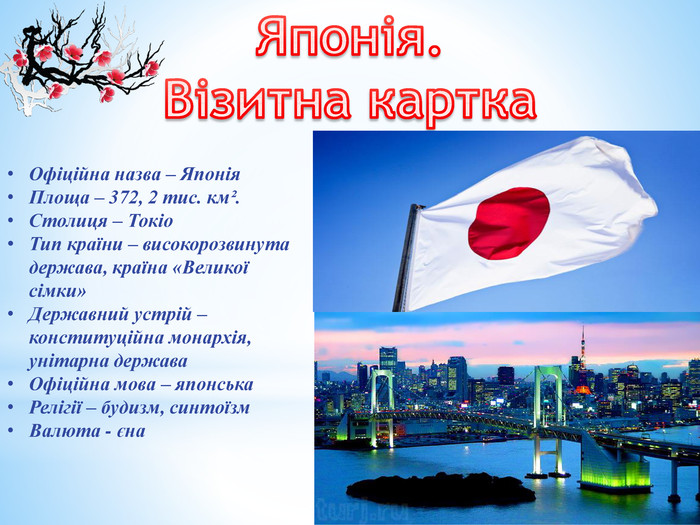 Японія.
Візитна картка
• Офіційна назва – Японія
• Площа – 372, 2 тис. км².
• Столиця – Токіо
• Тип країни – високорозвинута
держава, країна «Великої
сімки»
• Державний устрій –
конституційна монархія,
унітарна держава
• Офіційна мова – японська
• Релігії – будизм, синтоїзм
• Валюта - єна